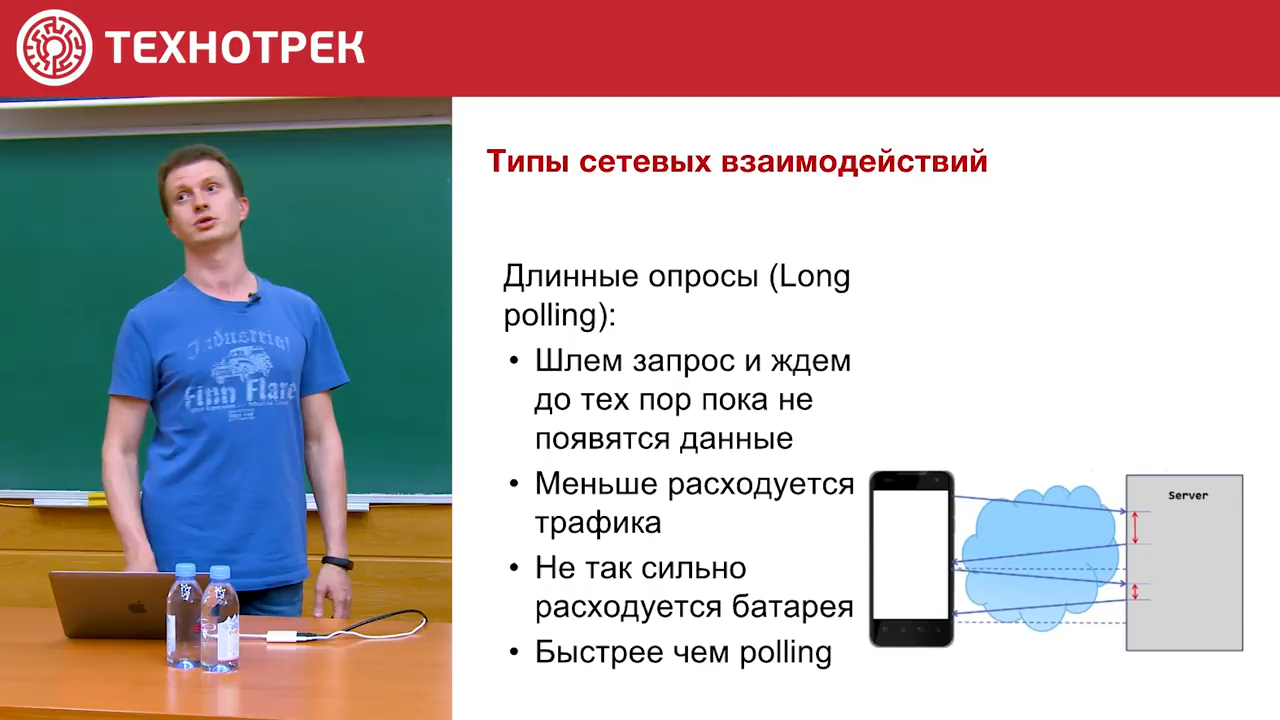 ТЕХНОТРЕК
Типы сетевых взаимодействий
Длинные опросы (Long
polling):
• Шлем запрос и ждем
до тех пор пока не
появятся данные
• Меньше расходуется
трафика
• Не так сильно
расходуется батарея
• Быстрее чем polling
Server
Industrial
Finn Flare